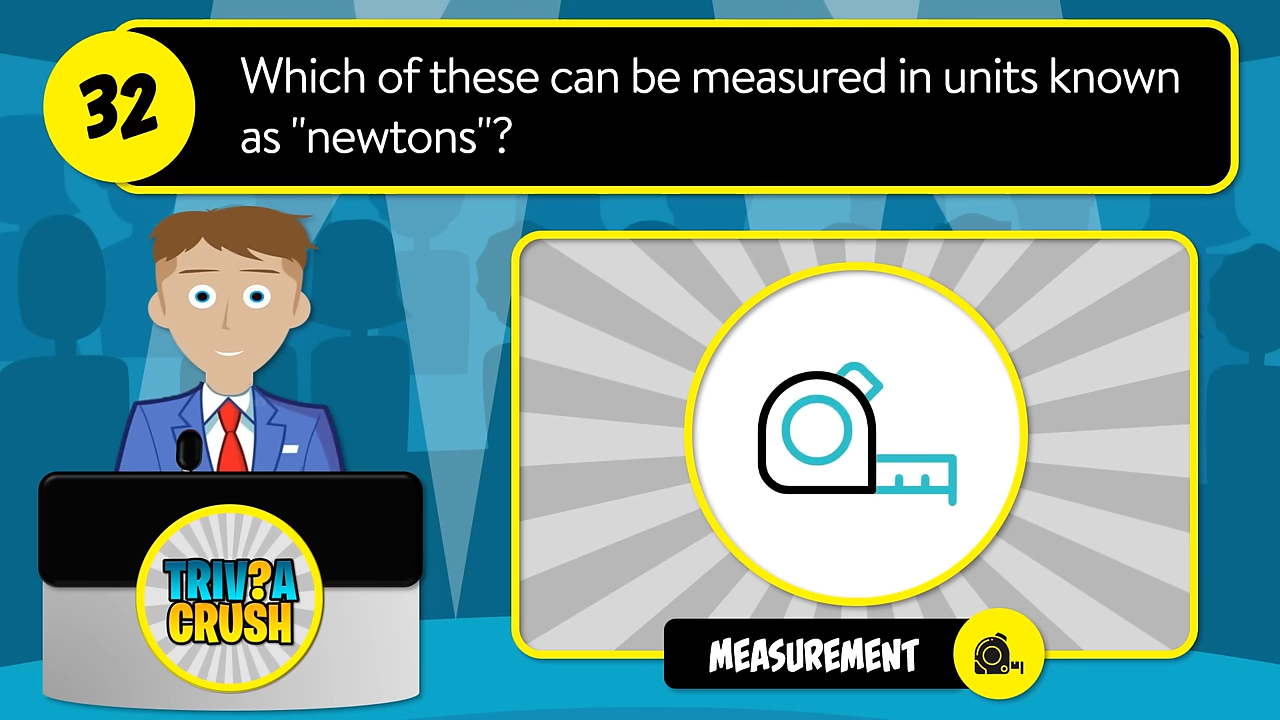 32
Which of these can be measured in units known
as "newtons"?
TRIV?A
CRUSH
MEASUREMENT